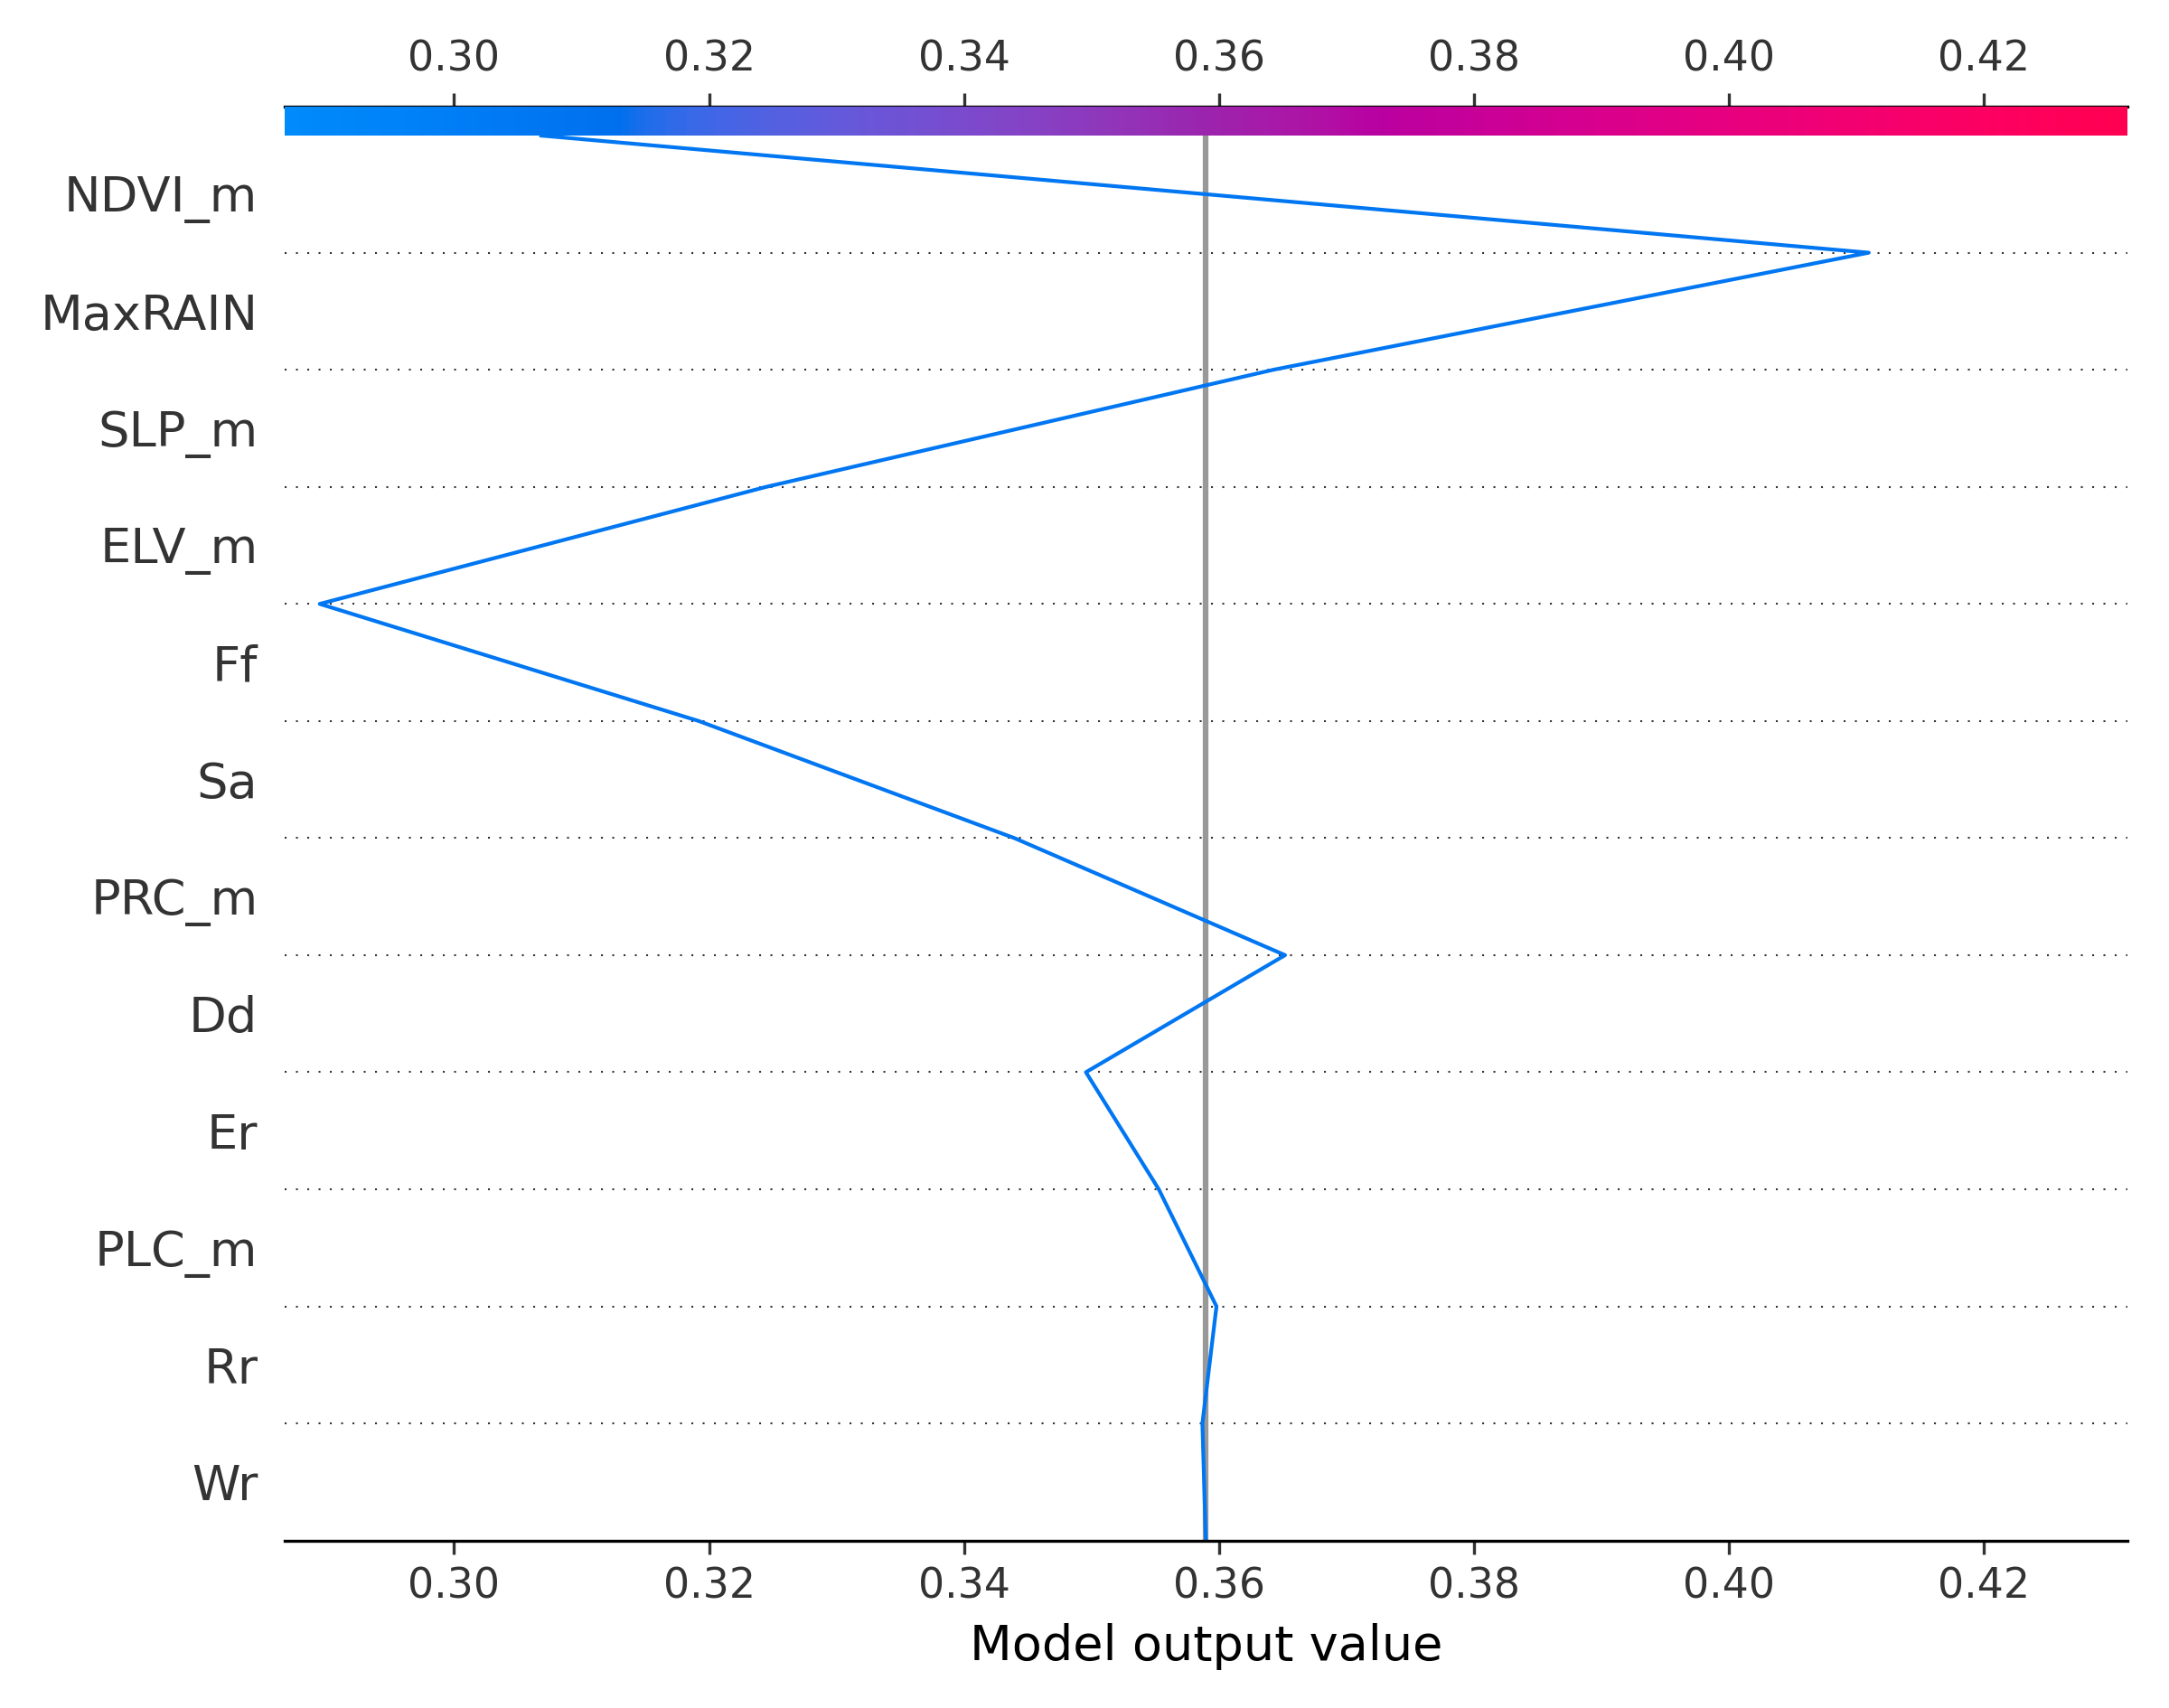 0.30 0.32 0.34 0.36 0.38 0.40 0.42
NDVI_m
MaxRAIN
SLP_m
ELV_m
Ff
Sa
PRC_m
Dd
Er
PLC_m
Rr
Wr
0.30 0.32 0.34 0.36 0.38 0.40 0.42
Model output value